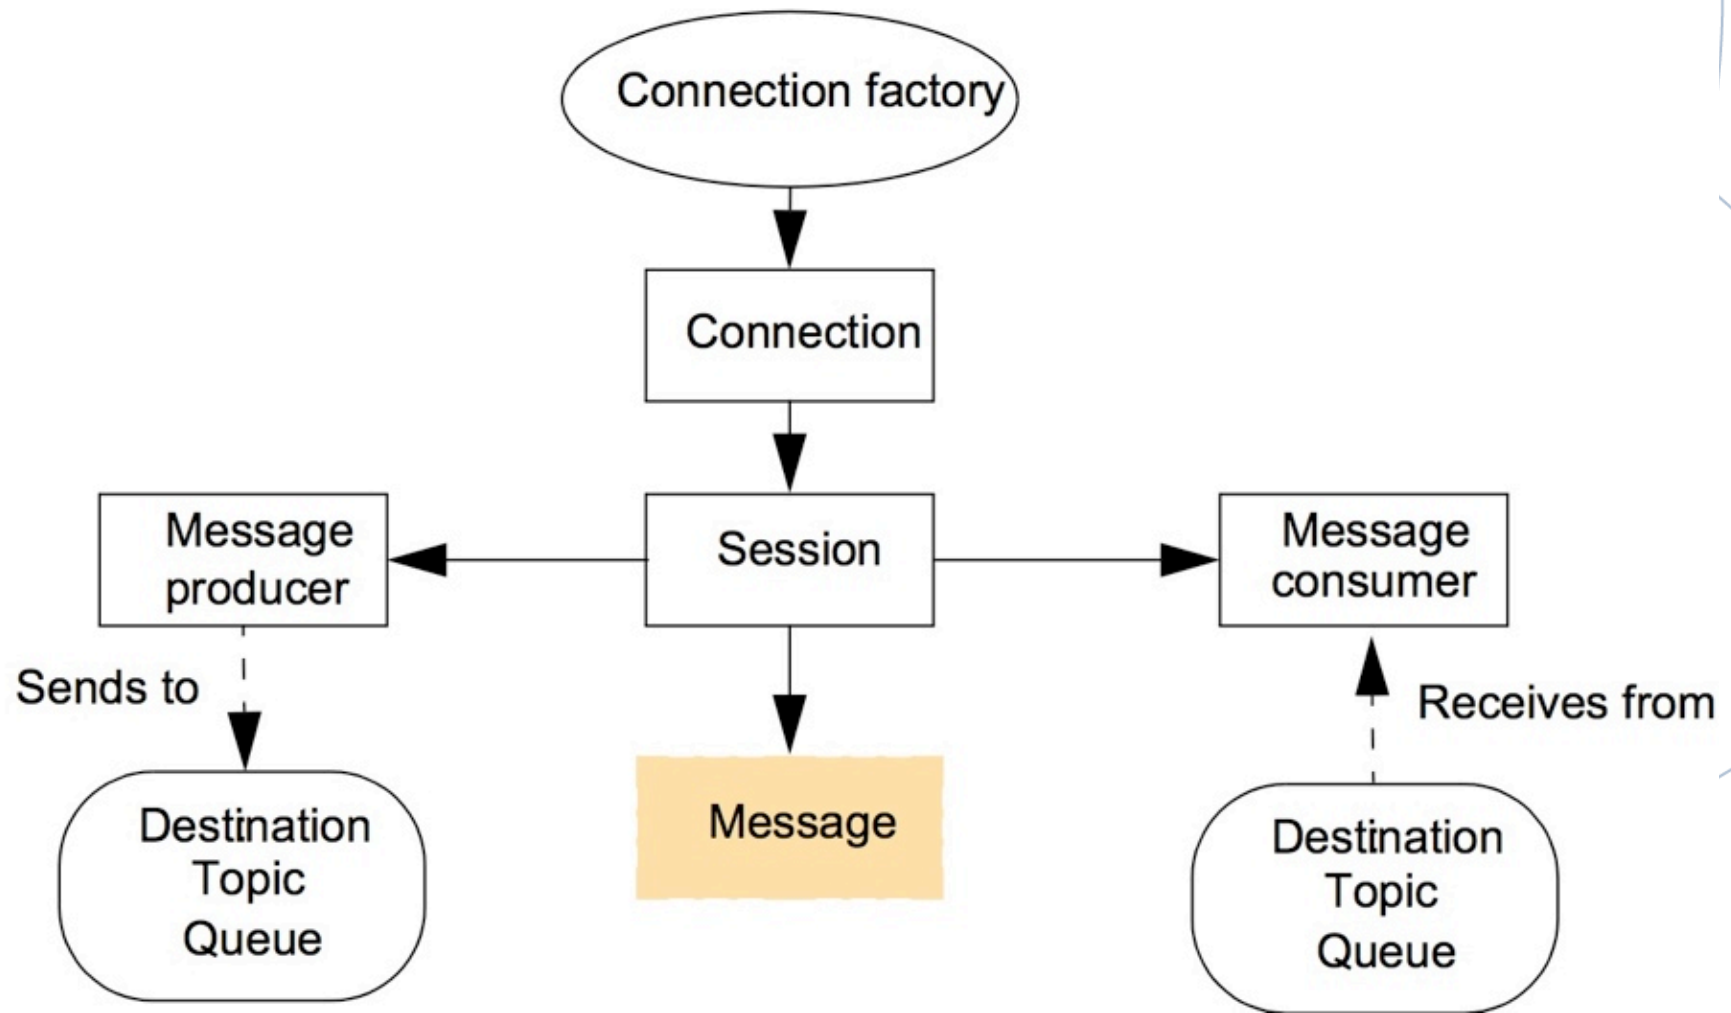 Connection factory
Connection
Message
producer
Session
Message
consumer
Sends to
Receives from
Destination
Topic
Queue
Message
Destination
Topic
Queue